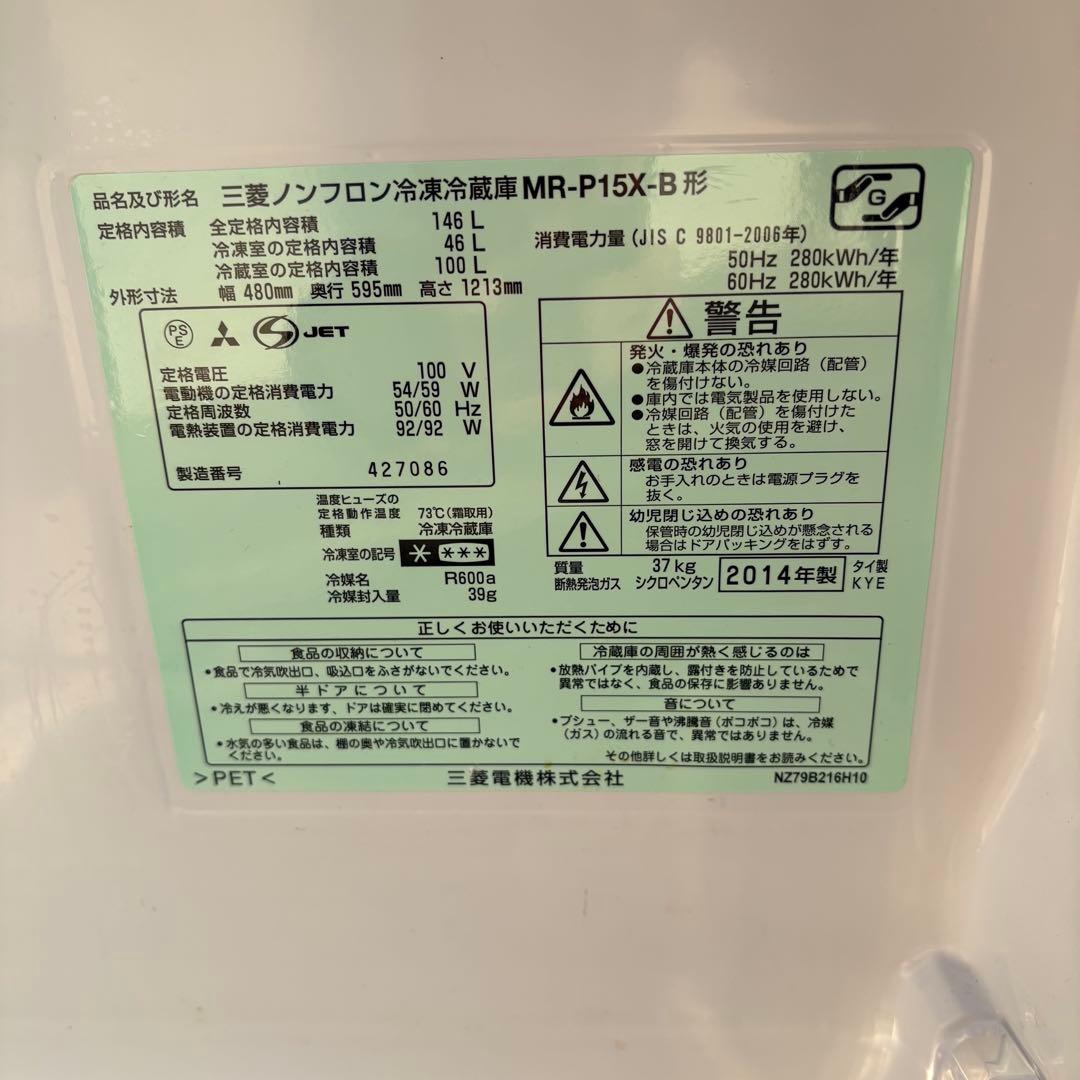 品名及び形名 三菱ノンフロン冷凍冷蔵庫 MR-P15X-B 形
定格内容積 全定格内容積 146 L
冷凍室の定格内容積 46 L
冷蔵室の定格内容積 100 L
外形寸法 幅 480mm 奥行 595mm 高さ 1213mm
G
消費電力量 (JIS C 9801-2006年)
50Hz 280kWh/年
60Hz 280kWh/年
PS
E
S JET
定格電圧 100 V
電動機の定格消費電力 54/59 W
定格周波数 50/60 Hz
電熱装置の定格消費電力 92/92 W
製造番号 427086
温度ヒューズの
定格動作温度 73℃(霜取用)
種類 冷凍冷蔵庫
冷凍室の記号 * ***
冷媒名 R600a
冷媒封入量 39g
警告
発火・爆発の恐れあり
●冷蔵庫本体の冷媒回路(配管)
を傷付けない。
●庫内では電気製品を使用しない。
●冷媒回路(配管)を傷付けた
ときは、火気の使用を避け、
窓を開けて換気する。
感電の恐れあり
お手入れのときは電源プラグを
抜く。
幼児閉じ込めの恐れあり
保管時の幼児閉じ込めが懸念される
場合はドアパッキングをはずす。
質量 37kg
断熱発泡ガス シクロペンタン
2014年製
タイ製
KYE
正しくお使いいただくために
食品の収納について
・食品で冷気吹出口、吸込口をふさがないでください。
半ドアについて
・冷えが悪くなります、ドアは確実に閉めてください。
食品の凍結について
・水気の多い食品は、棚の奥や冷気吹出口に置かないで
ください。
冷蔵庫の周囲が熱く感じるのは
・放熱パイプを内蔵し、露付きを防止しているためで
異常ではなく、食品の保存に影響ありません。
音について
・プシュー、ザー音や沸騰音(ポコポコ)は、冷媒
(ガス)の流れる音で、異常ではありません。
その他詳しくは取扱説明書をお読みください。
>PET<
三菱電機株式会社
NZ79B216H10